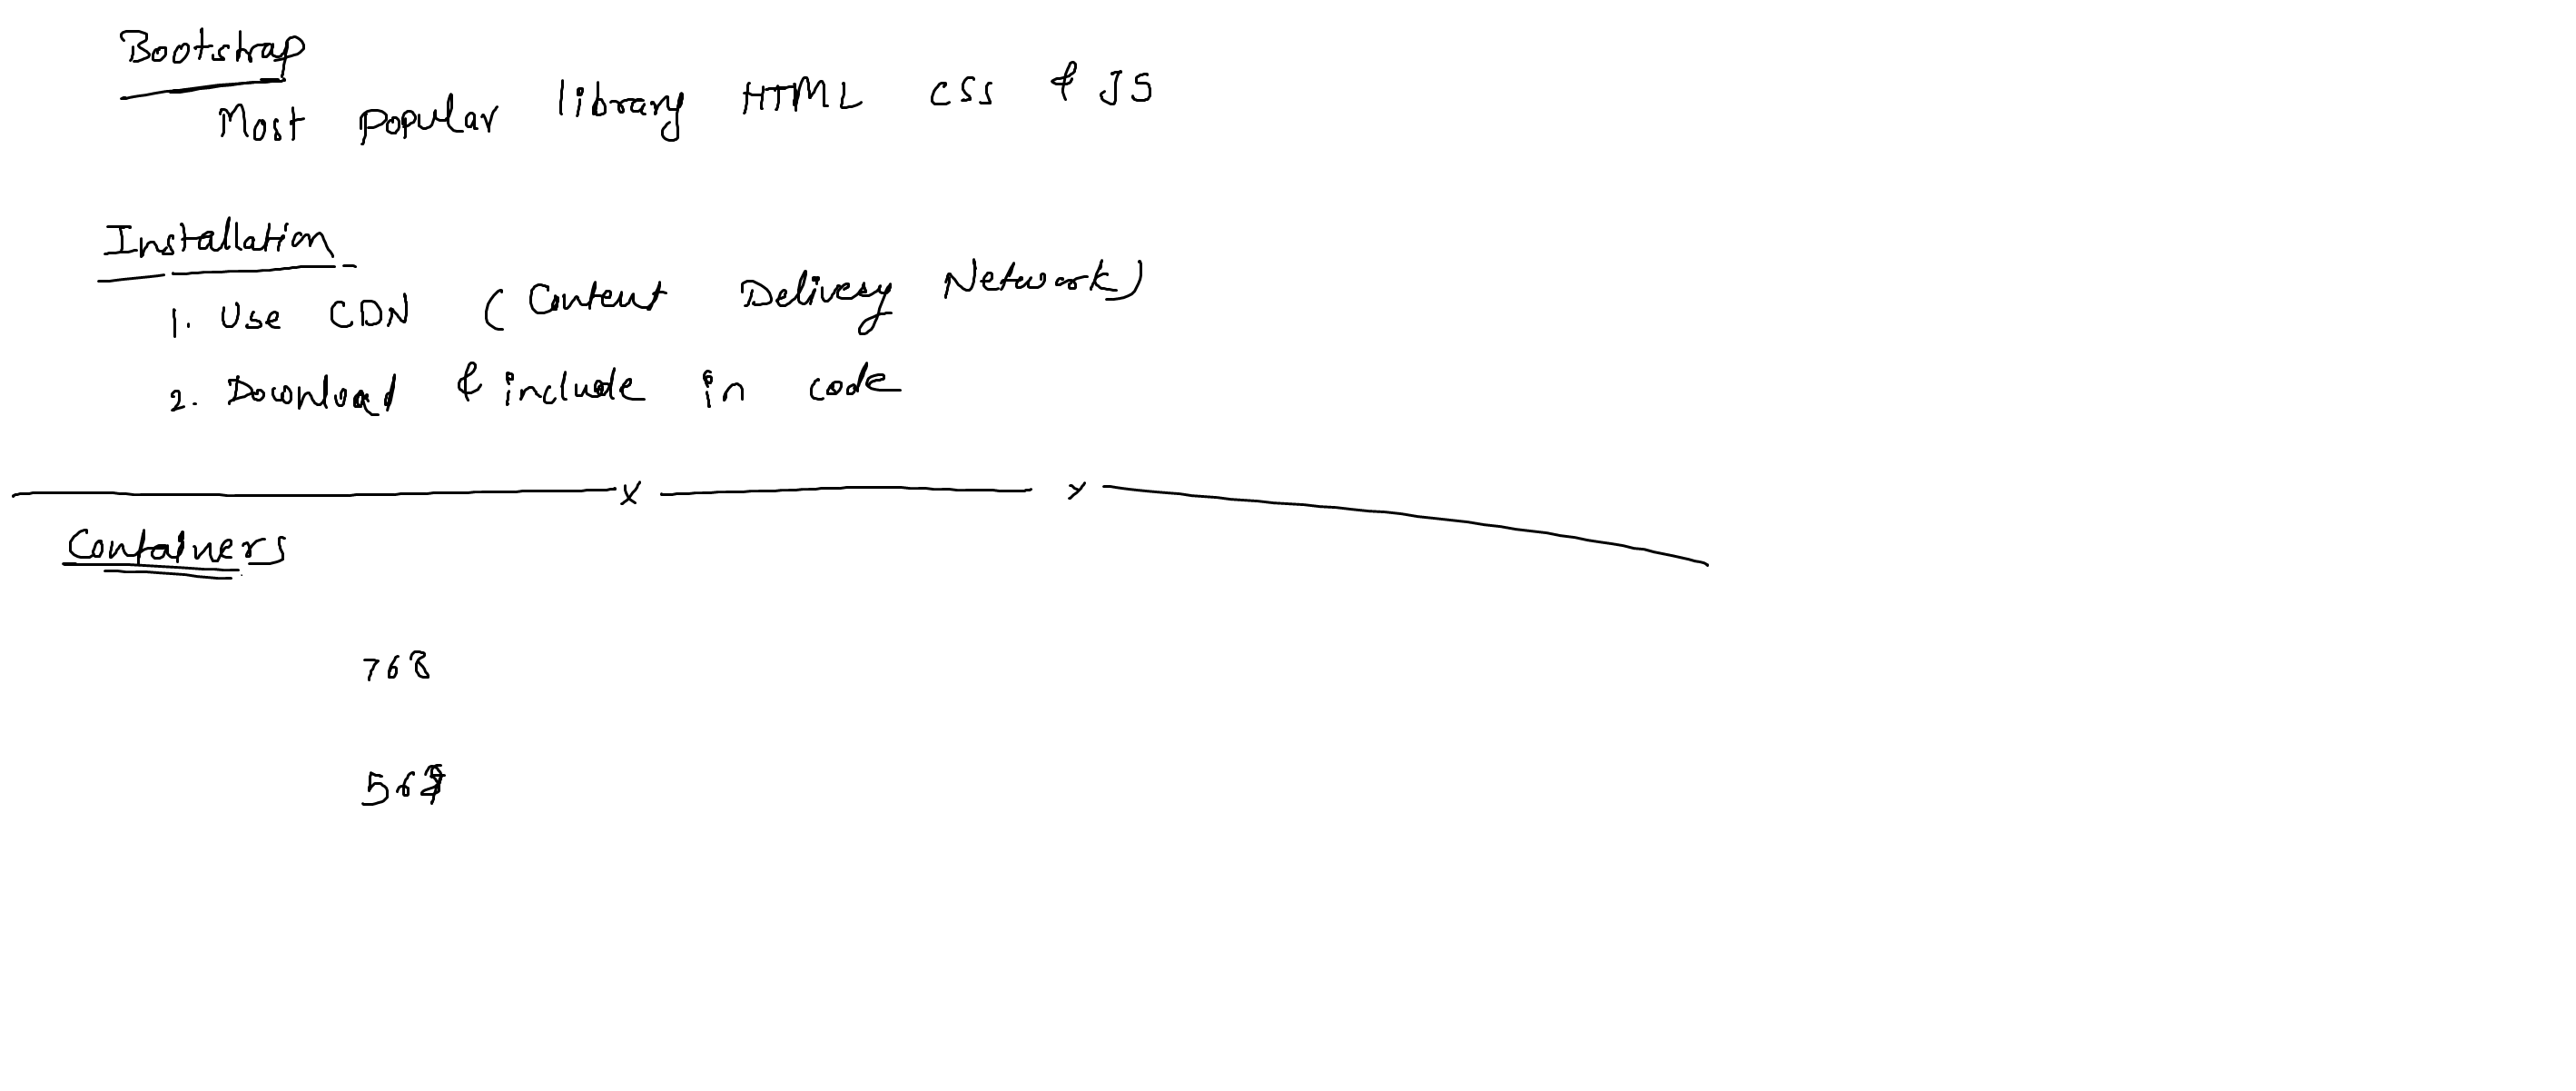 Bootstrap
Most Popular library HTML CSS & JS
Installation
1. Use CDN (Content Delivery Network)
2. Download & include in code
x x
Containers
768